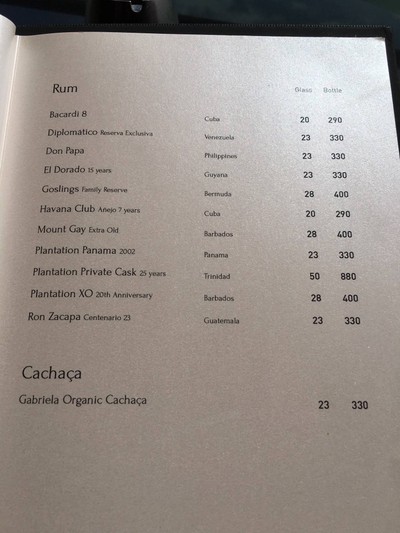 Rum Glass Bottle
Bacardi 8 Cuba 20 290
Diplomático Reserva Exclusiva Venezuela 23 330
Don Papa Philippines 23 330
El Dorado 15 years Guyana 23 330
Goslings Family Reserve Bermuda 28 400
Havana Club Añejo 7 years Cuba 20 290
Mount Gay Extra Old Barbados 28 400
Plantation Panama 2002 Panama 23 330
Plantation Private Cask 25 years Trinidad 50 880
Plantation XO 20th Anniversary Barbados 28 400
Ron Zacapa Centenario 23 Guatemala 23 330
Cachaça
Gabriela Organic Cachaça 23 330